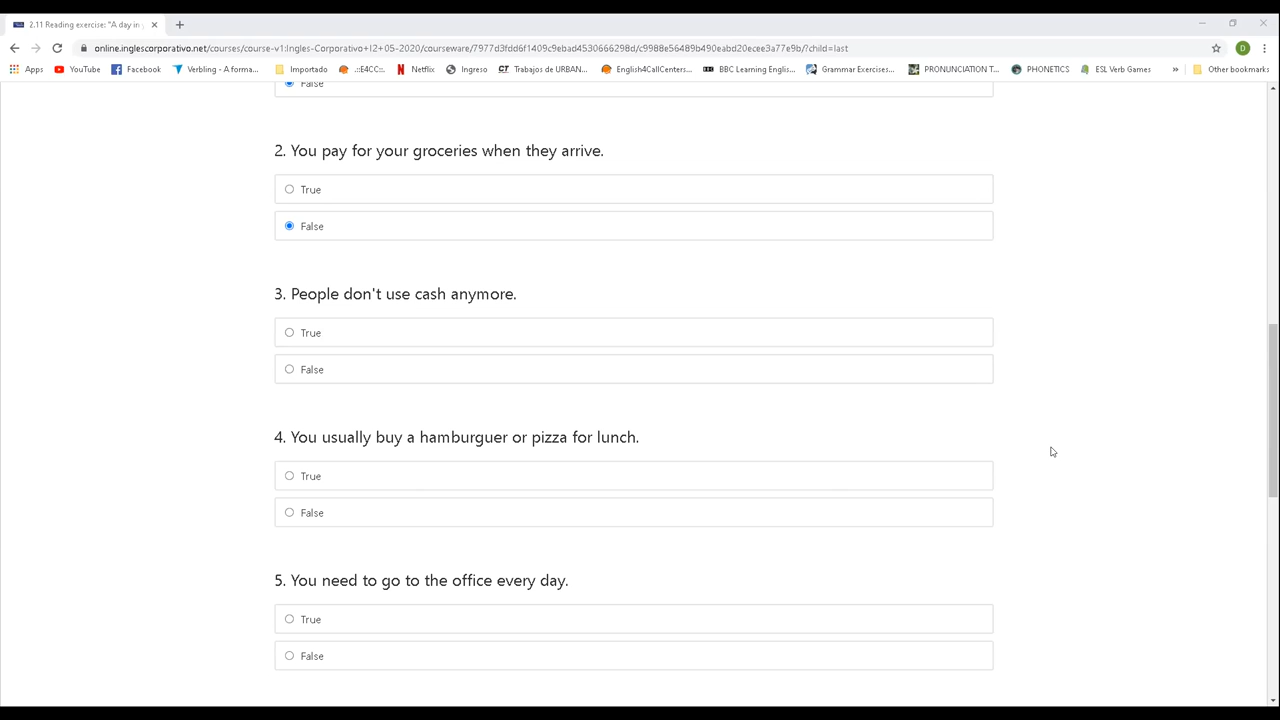 2.11 Reading exercise: "A day in
online.inglescorporativo.net/courses/course-v1:Ingles-Corporativo+I2+05-2020/courseware/7977d3fdd6f1409c9ebad4530666298d/c9988e56489b490eabd20ecae3a77e9b/?child=last
D
Apps YouTube Facebook Verbling - A forma... Importado .::E4CC::. Netflix Ingreso Trabajos de URBAN... English4CallCenters... BBC Learning Englis... Grammar Exercises... PRONUNCIATION T... PHONETICS ESL Verb Games » Other bookmarks
False
2. You pay for your groceries when they arrive.
True
False
3. People don't use cash anymore.
True
False
4. You usually buy a hamburguer or pizza for lunch.
True
False
5. You need to go to the office every day.
True
False